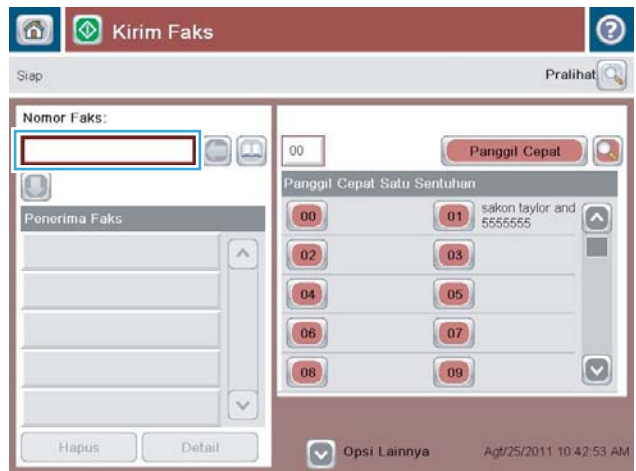 Kirim Faks
Siap
Pralihat
Nomor Faks:
00
Panggil Cepat
Panggil Cepat Satu Sentuhan
Penerima Faks
00
01
sakon taylor and
5555555
02
03
04
05
06
07
08
09
Hapus
Detail
Opsi Lainnya
Agt/25/2011 10:42:53 AM